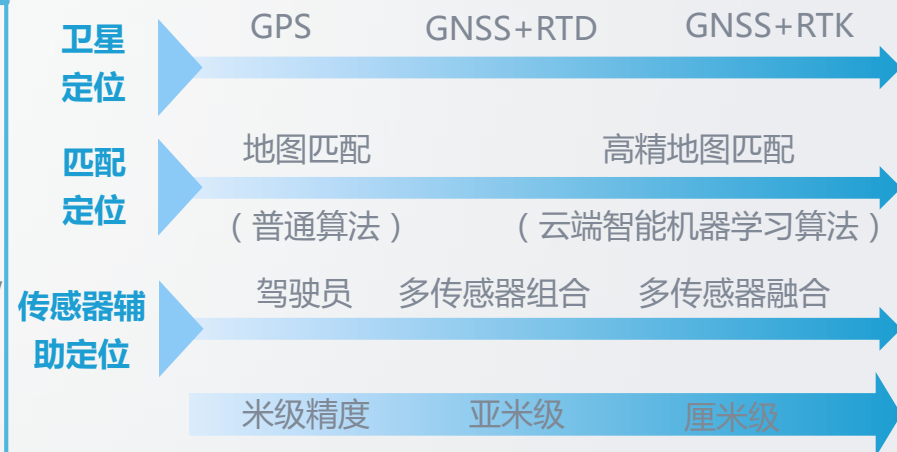 卫星
定位
GPS
GNSS+RTD
GNSS+RTK
匹配
定位
地图匹配
高精地图匹配
（普通算法）
（云端智能机器学习算法）
传感器辅
助定位
驾驶员
多传感器组合
多传感器融合
米级精度
亚米级
厘米级